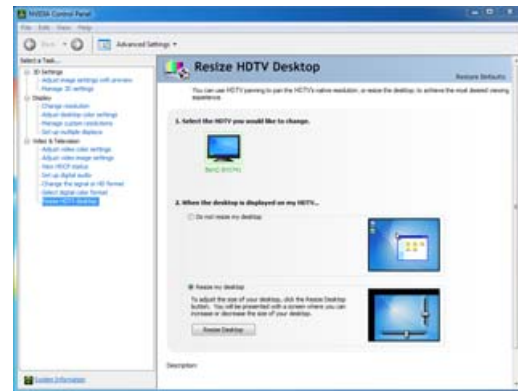 NVIDIA Control Panel
File Edit View Help
Advanced Settings
Select a Task...
3D Settings
Adjust image settings with preview
Manage 3D settings
Display
Change resolution
Adjust desktop color settings
Manage custom resolutions
Set up multiple displays
Video & Television
Adjust video color settings
Adjust video image settings
View HDCP status
Set up digital audio
Change the signal or HD format
Select digital color format
Resize HDTV desktop
System Information
Resize HDTV Desktop
Restore Defaults
You can use HDTV panning to pan the HDTV's native resolution, or resize the desktop, to achieve the most desired viewing
experience.
1. Select the HDTV you would like to change.
2. When the desktop is displayed on my HDTV...
Do not resize my desktop
Resize my desktop
To adjust the size of your desktop, click the Resize Desktop
button. You will be presented with a screen where you can
increase or decrease the size of your desktop.
Resize Desktop
Description: